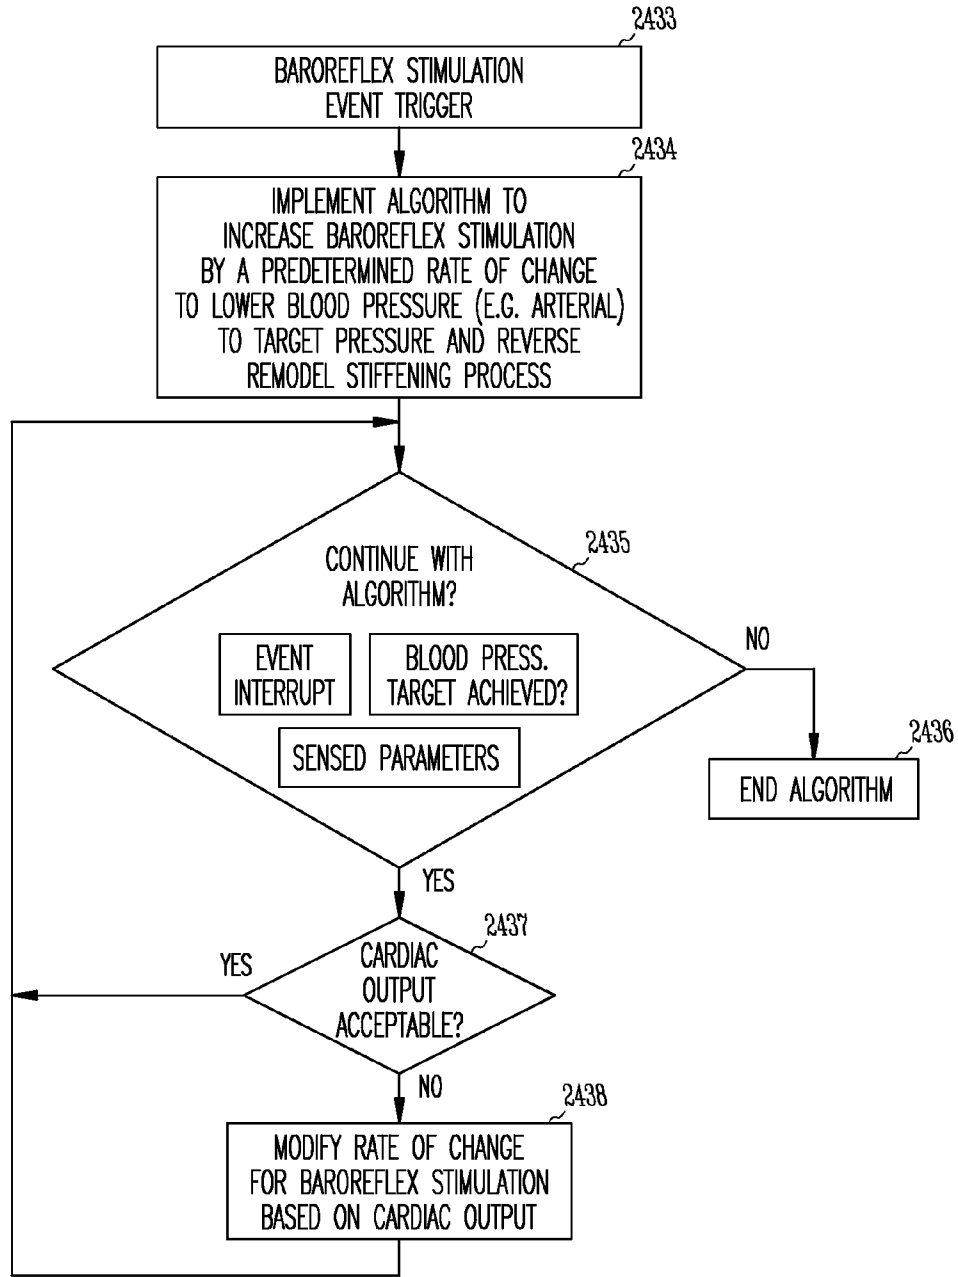 2433
BAROREFLEX STIMULATION
EVENT TRIGGER
2434
IMPLEMENT ALGORITHM TO
INCREASE BAROREFLEX STIMULATION
BY A PREDETERMINED RATE OF CHANGE
TO LOWER BLOOD PRESSURE (E.G. ARTERIAL)
TO TARGET PRESSURE AND REVERSE
REMODEL STIFFENING PROCESS
2435
CONTINUE WITH
ALGORITHM?
EVENT
INTERRUPT
BLOOD PRESS.
TARGET ACHIEVED?
SENSED PARAMETERS
NO
2436
END ALGORITHM
YES
2437
CARDIAC
OUTPUT
ACCEPTABLE?
YES
NO
2438
MODIFY RATE OF CHANGE
FOR BAROREFLEX STIMULATION
BASED ON CARDIAC OUTPUT